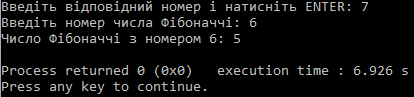 Введіть відповідний номер і натисніть ENTER: 7
Введіть номер числа Фібоначчі: 6
Число Фібоначчі з номером 6: 5
Process returned 0 (0x0)   execution time : 6.926 s
Press any key to continue.